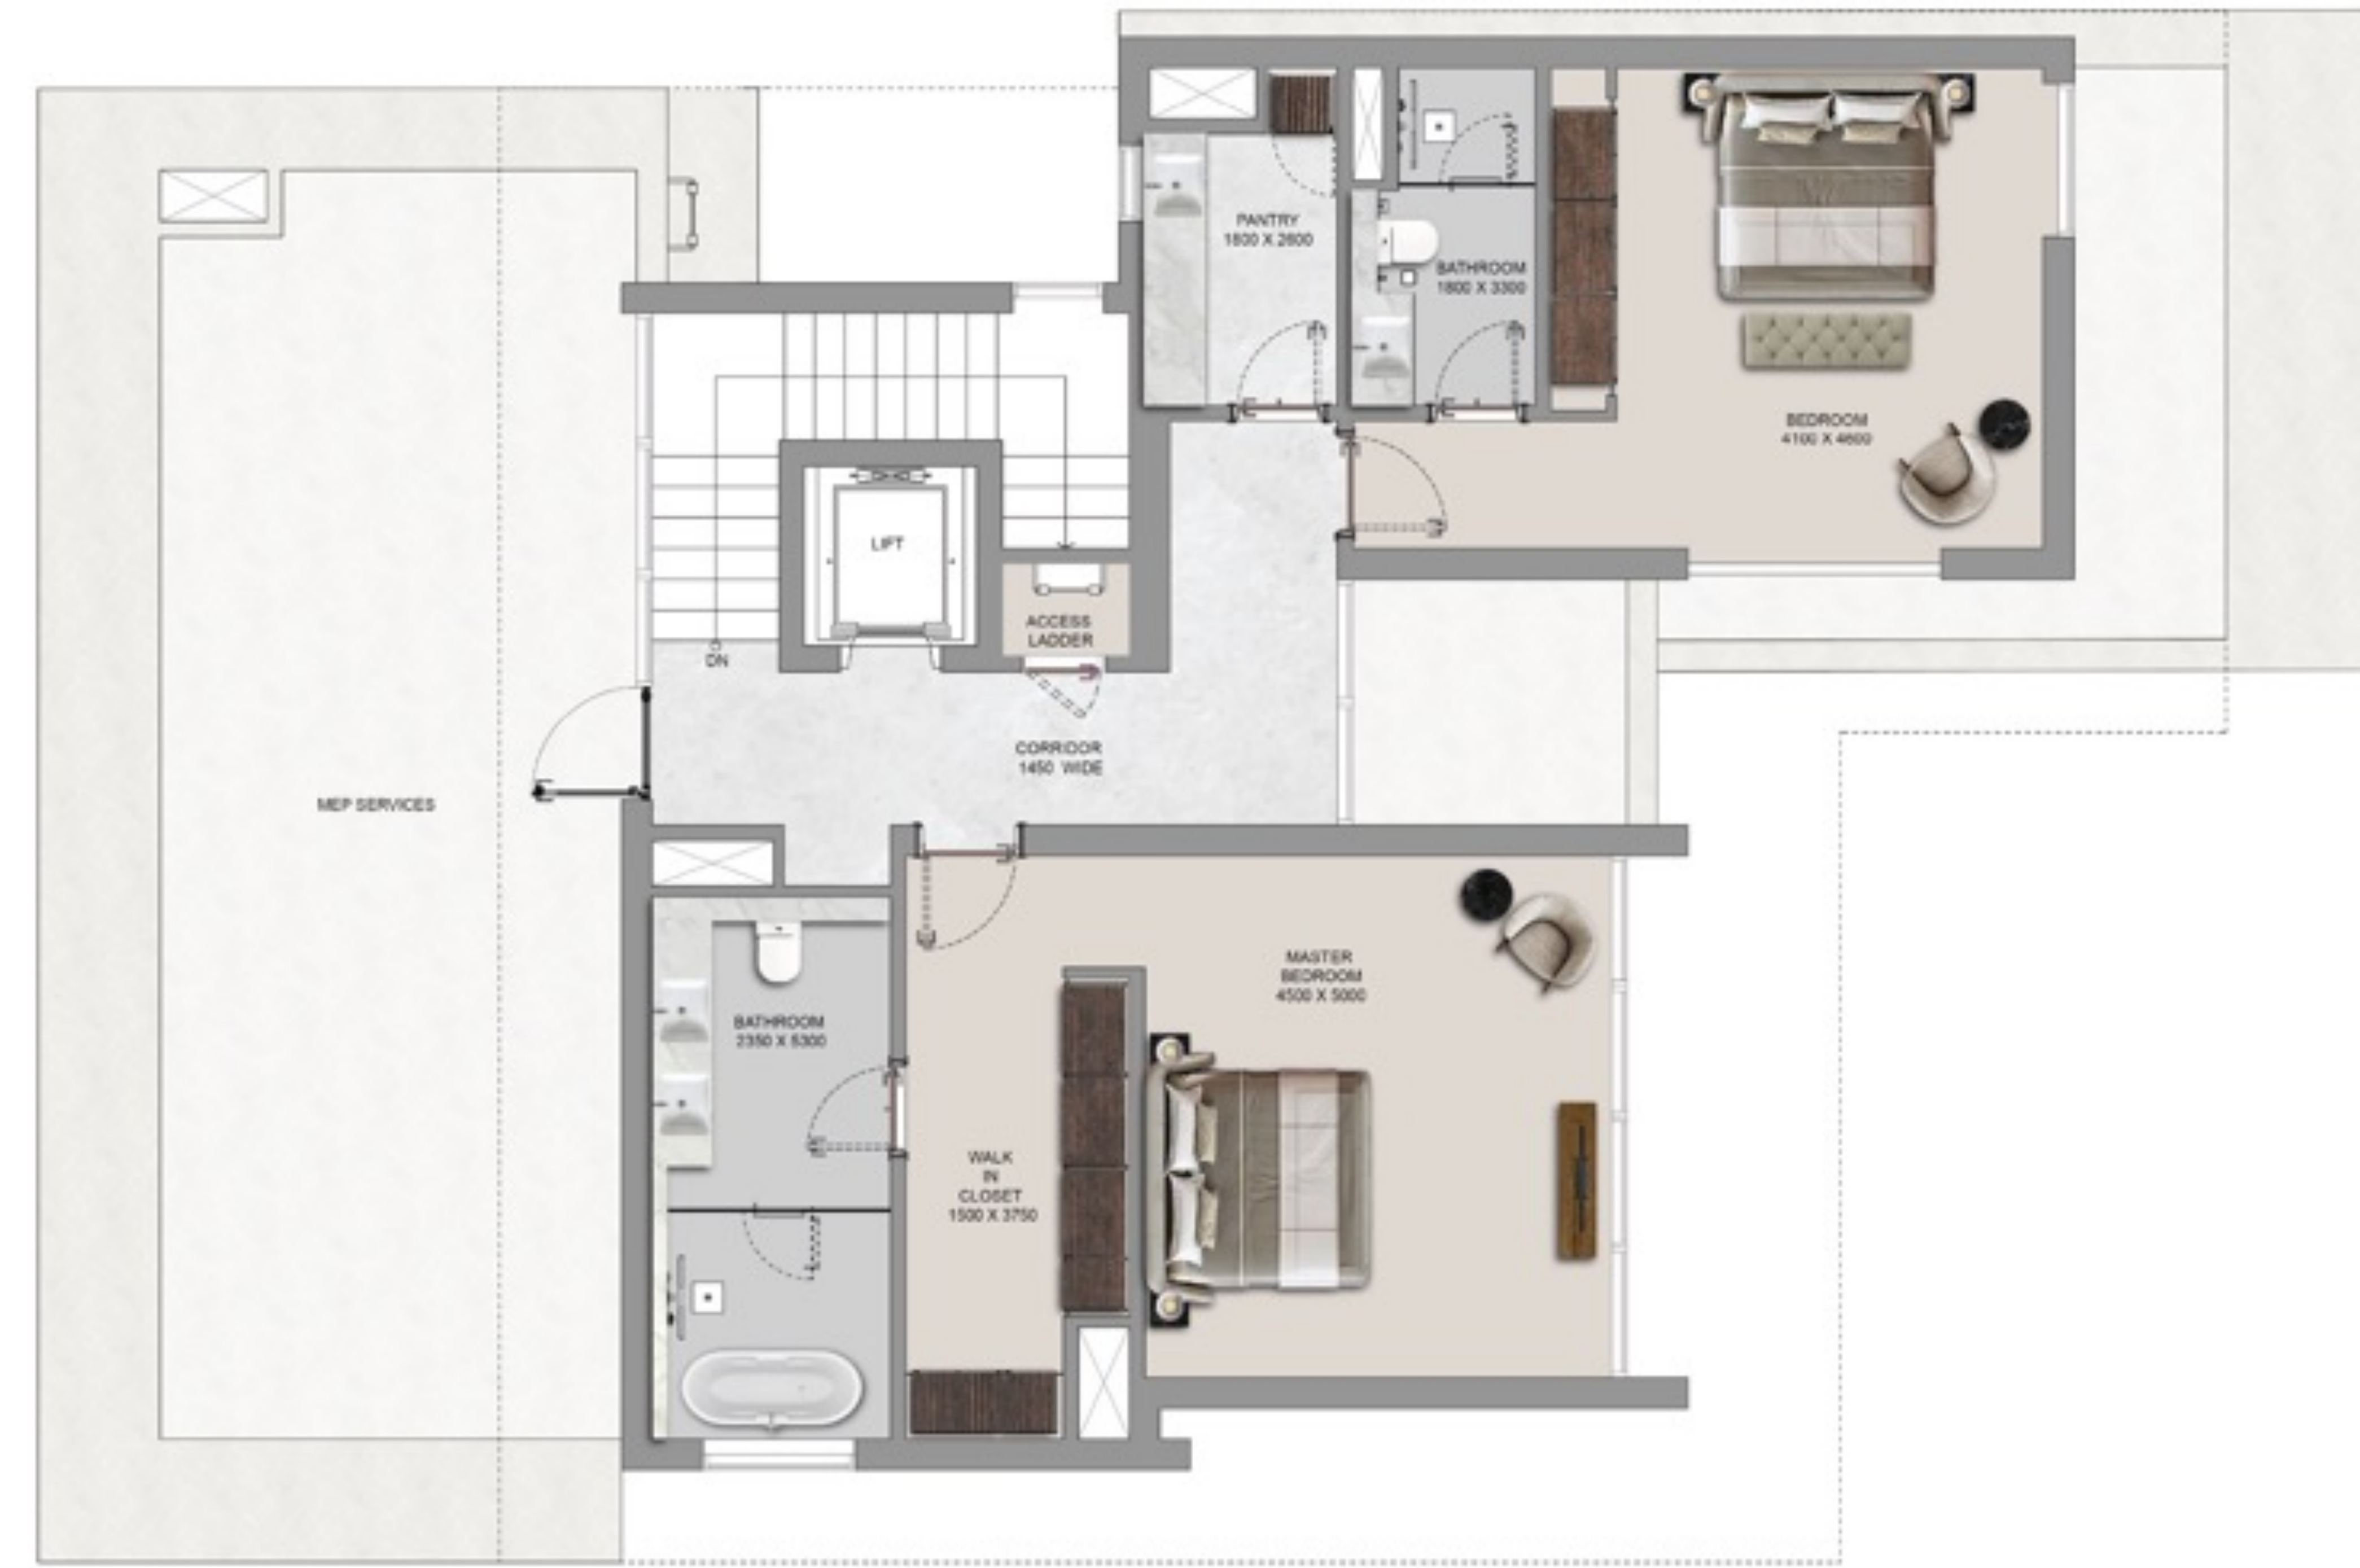 PANTRY
1800 X 2600
BATHROOM
1800 X 3300
BEDROOM
4100 X 4600
LIFT
ACCESS
LADDER
DN
CORRIDOR
1450 WIDE
MEP SERVICES
MASTER
BEDROOM
4500 X 5000
BATHROOM
2350 X 5300
WALK
IN
CLOSET
1500 X 3750